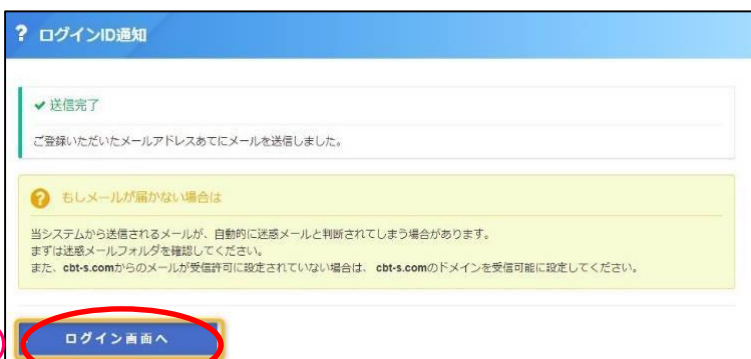 ? ログインID通知
✔ 送信完了
ご登録いただいたメールアドレスあてにメールを送信しました。
? もしメールが届かない場合は
当システムから送信されるメールが、自動的に迷惑メールと判断されてしまう場合があります。
まずは迷惑メールフォルダを確認してください。
また、cbt-s.comからのメールが受信許可に設定されていない場合は、 cbt-s.comのドメインを受信可能に設定してください。
ログイン画面へ